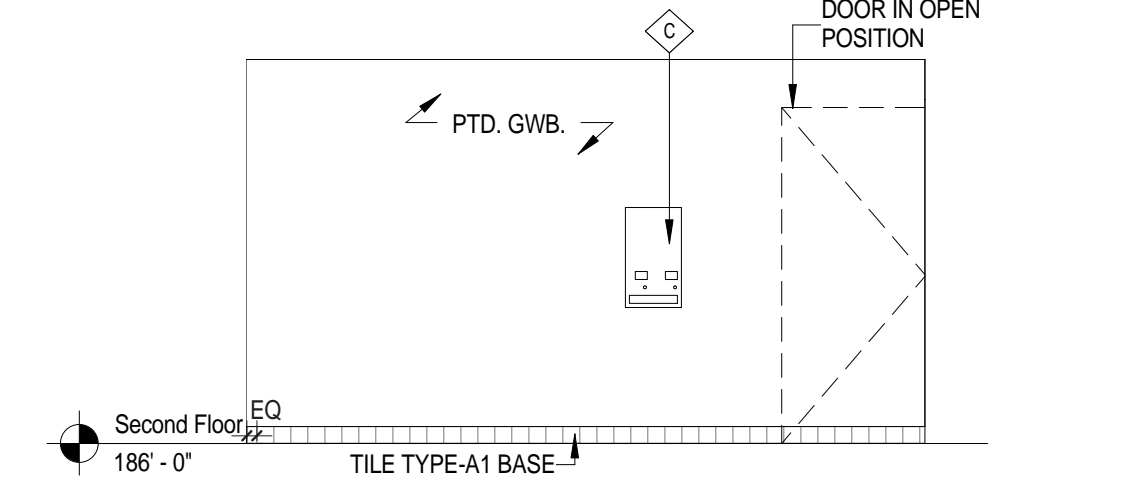 DOOR IN OPEN
POSITION
C
PTD. GWB.
Second Floor
EQ
186' - 0"
TILE TYPE-A1 BASE